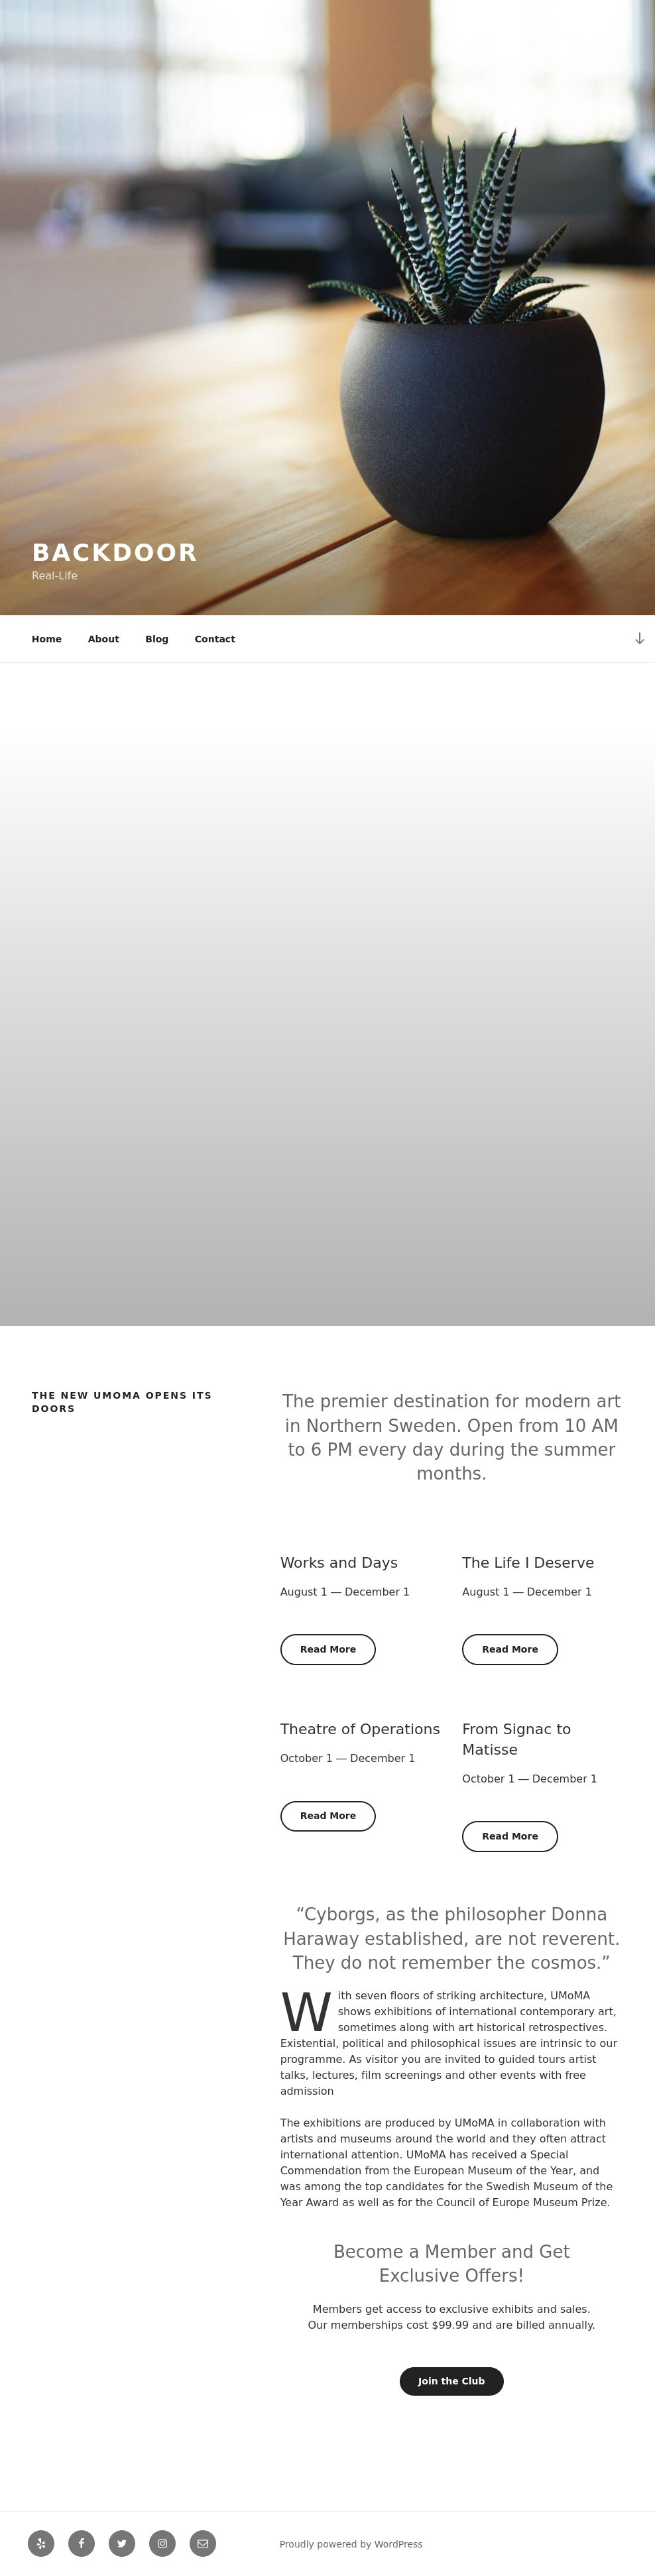 BACKDOOR
Real-Life
Home About Blog Contact
THE NEW UMOMA OPENS ITS
DOORS
The premier destination for modern art
in Northern Sweden. Open from 10 AM
to 6 PM every day during the summer
months.
Works and Days
August 1 — December 1
Read More
The Life I Deserve
August 1 — December 1
Read More
Theatre of Operations
October 1 — December 1
Read More
From Signac to
Matisse
October 1 — December 1
Read More
“Cyborgs, as the philosopher Donna
Haraway established, are not reverent.
They do not remember the cosmos.”
With seven floors of striking architecture, UMoMA
shows exhibitions of international contemporary art,
sometimes along with art historical retrospectives.
Existential, political and philosophical issues are intrinsic to our
programme. As visitor you are invited to guided tours artist
talks, lectures, film screenings and other events with free
admission
The exhibitions are produced by UMoMA in collaboration with
artists and museums around the world and they often attract
international attention. UMoMA has received a Special
Commendation from the European Museum of the Year, and
was among the top candidates for the Swedish Museum of the
Year Award as well as for the Council of Europe Museum Prize.
Become a Member and Get
Exclusive Offers!
Members get access to exclusive exhibits and sales.
Our memberships cost $99.99 and are billed annually.
Join the Club
Proudly powered by WordPress